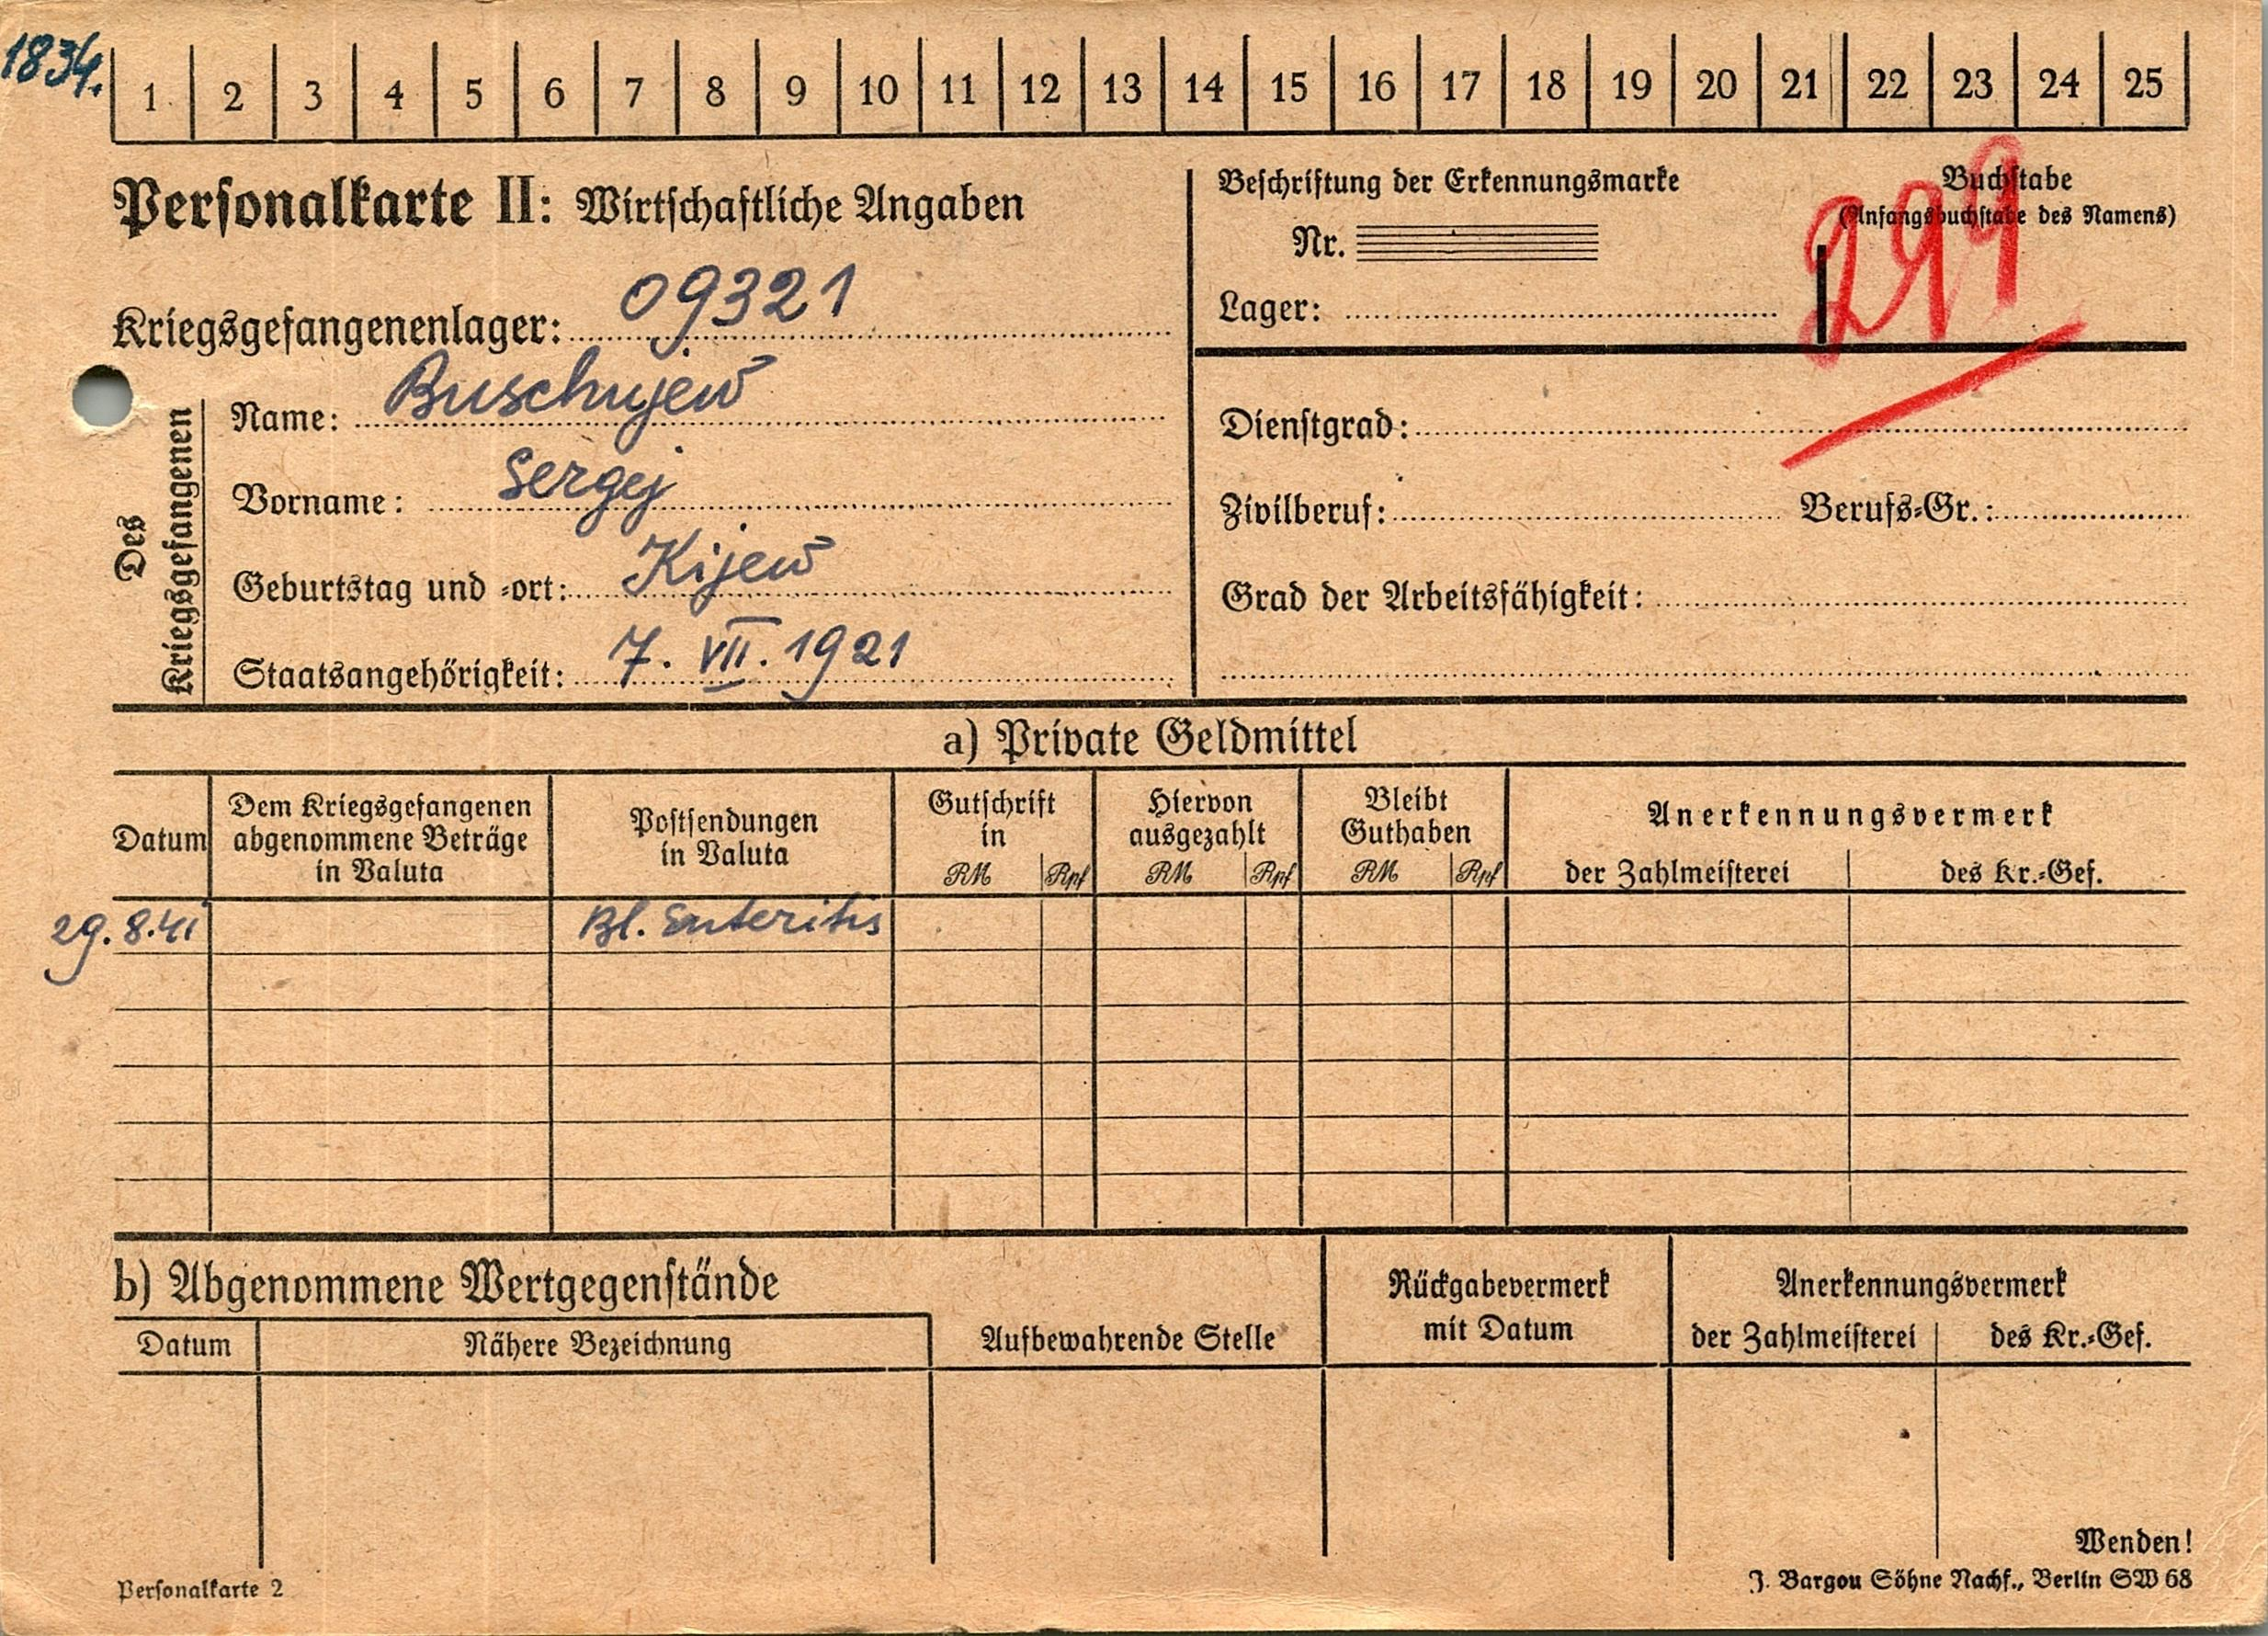 1834.
1 2 3 4 5 6 7 8 9 10 11 12 13 14 15 16 17 18 19 20 21 22 23 24 25
Personalkarte II: Wirtschaftliche Angaben
Kriegsgefangenenlager: 09321
Des Kriegsgefangenen
Name: Buschujew
Vorname: Sergej
Geburtstag und -ort: Kijew
Staatsangehörigkeit: 7. VII. 1921
Beschriftung der Erkennungsmarke
Nr.
Lager:
Buchstabe
(Anfangsbuchstabe des Namens)
299
Dienstgrad:
Zivilberuf: Berufs-Gr.:
Grad der Arbeitsfähigkeit:
a) Private Geldmittel
Datum
Dem Kriegsgefangenen
abgenommene Beträge
in Valuta
Postsendungen
in Valuta
Gutschrift
in
RM Rpf
Hiervon
ausgezahlt
RM Rpf
Bleibt
Guthaben
RM Rpf
Anerkennungsvermerk
der Zahlmeisterei des Kr.-Gef.
29.8.41 Bl. Enteritis
b) Abgenommene Wertgegenstände
Datum Nähere Bezeichnung
Aufbewahrende Stelle
Rückgabevermerk
mit Datum
Anerkennungsvermerk
der Zahlmeisterei des Kr.-Gef.
Wenden!
Personalkarte 2
J. Bargou Söhne Nachf., Berlin SW 68